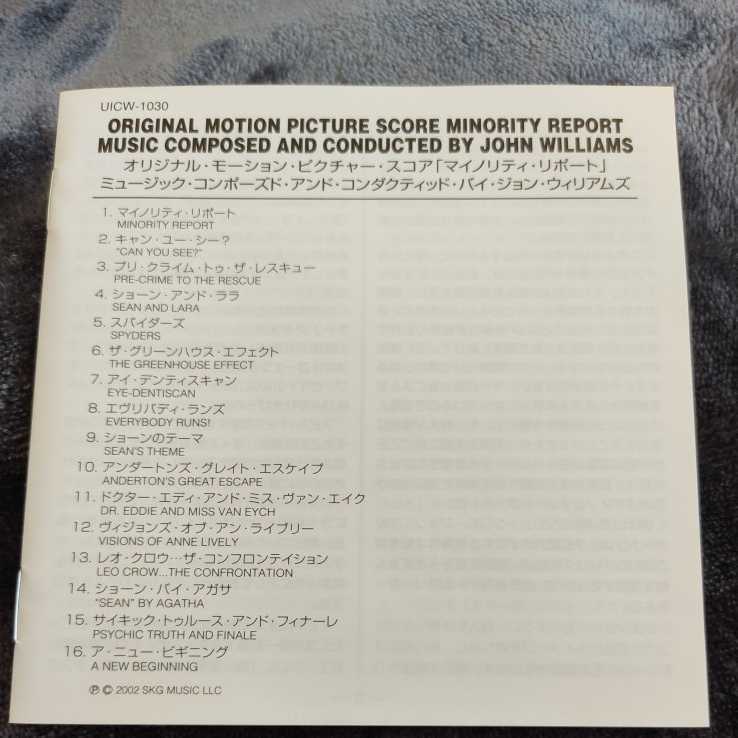 UICW-1030
ORIGINAL MOTION PICTURE SCORE MINORITY REPORT
MUSIC COMPOSED AND CONDUCTED BY JOHN WILLIAMS
オリジナル・モーション・ピクチャー・スコア「マイノリティ・リポート」
ミュージック・コンポーズド・アンド・コンダクティッド・バイ・ジョン・ウィリアムズ
1. マイノリティ・リポート
MINORITY REPORT
2. キャン・ユー・シー？
"CAN YOU SEE?"
3. プリ・クライム・トゥ・ザ・レスキュー
PRE-CRIME TO THE RESCUE
4. ショーン・アンド・ララ
SEAN AND LARA
5. スパイダーズ
SPYDERS
6. ザ・グリーンハウス・エフェクト
THE GREENHOUSE EFFECT
7. アイ・デンティスキャン
EYE-DENTISCAN
8. エヴリバディ・ランズ
EVERYBODY RUNS!
9. ショーンのテーマ
SEAN'S THEME
10. アンダートンズ・グレイト・エスケイプ
ANDERTON'S GREAT ESCAPE
11. ドクター・エディ・アンド・ミス・ヴァン・エイク
DR. EDDIE AND MISS VAN EYCH
12. ヴィジョンズ・オブ・アン・ライブリー
VISIONS OF ANNE LIVELY
13. レオ・クロウ…ザ・コンフロンテイション
LEO CROW...THE CONFRONTATION
14. ショーン・バイ・アガサ
"SEAN" BY AGATHA
15. サイキック・トゥルース・アンド・フィナーレ
PSYCHIC TRUTH AND FINALE
16. ア・ニュー・ビギニング
A NEW BEGINNING
Ⓟ © 2002 SKG MUSIC LLC